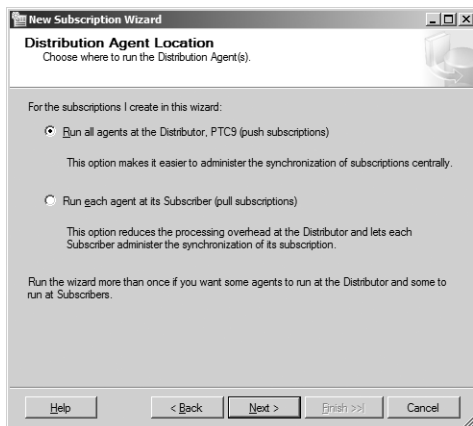 New Subscription Wizard
Distribution Agent Location
Choose where to run the Distribution Agent(s).
For the subscriptions I create in this wizard:
Run all agents at the Distributor, PTC9 (push subscriptions)
This option makes it easier to administer the synchronization of subscriptions centrally.
Run each agent at its Subscriber (pull subscriptions)
This option reduces the processing overhead at the Distributor and lets each
Subscriber administer the synchronization of its subscription.
Run the wizard more than once if you want some agents to run at the Distributor and some to
run at Subscribers.
Help < Back Next > Finish >>| Cancel